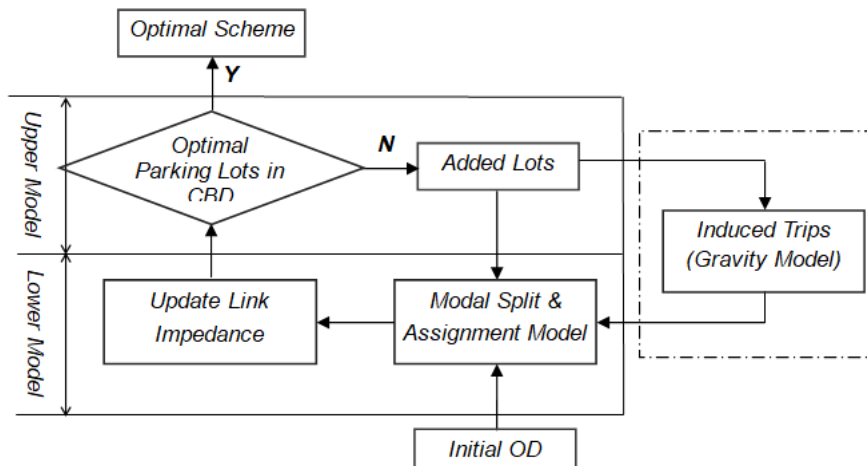 Optimal Scheme
Y
Upper Model
Optimal
Parking Lots in
CBD
N
Added Lots
Induced Trips
(Gravity Model)
Lower Model
Update Link
Impedance
Modal Split &
Assignment Model
Initial OD